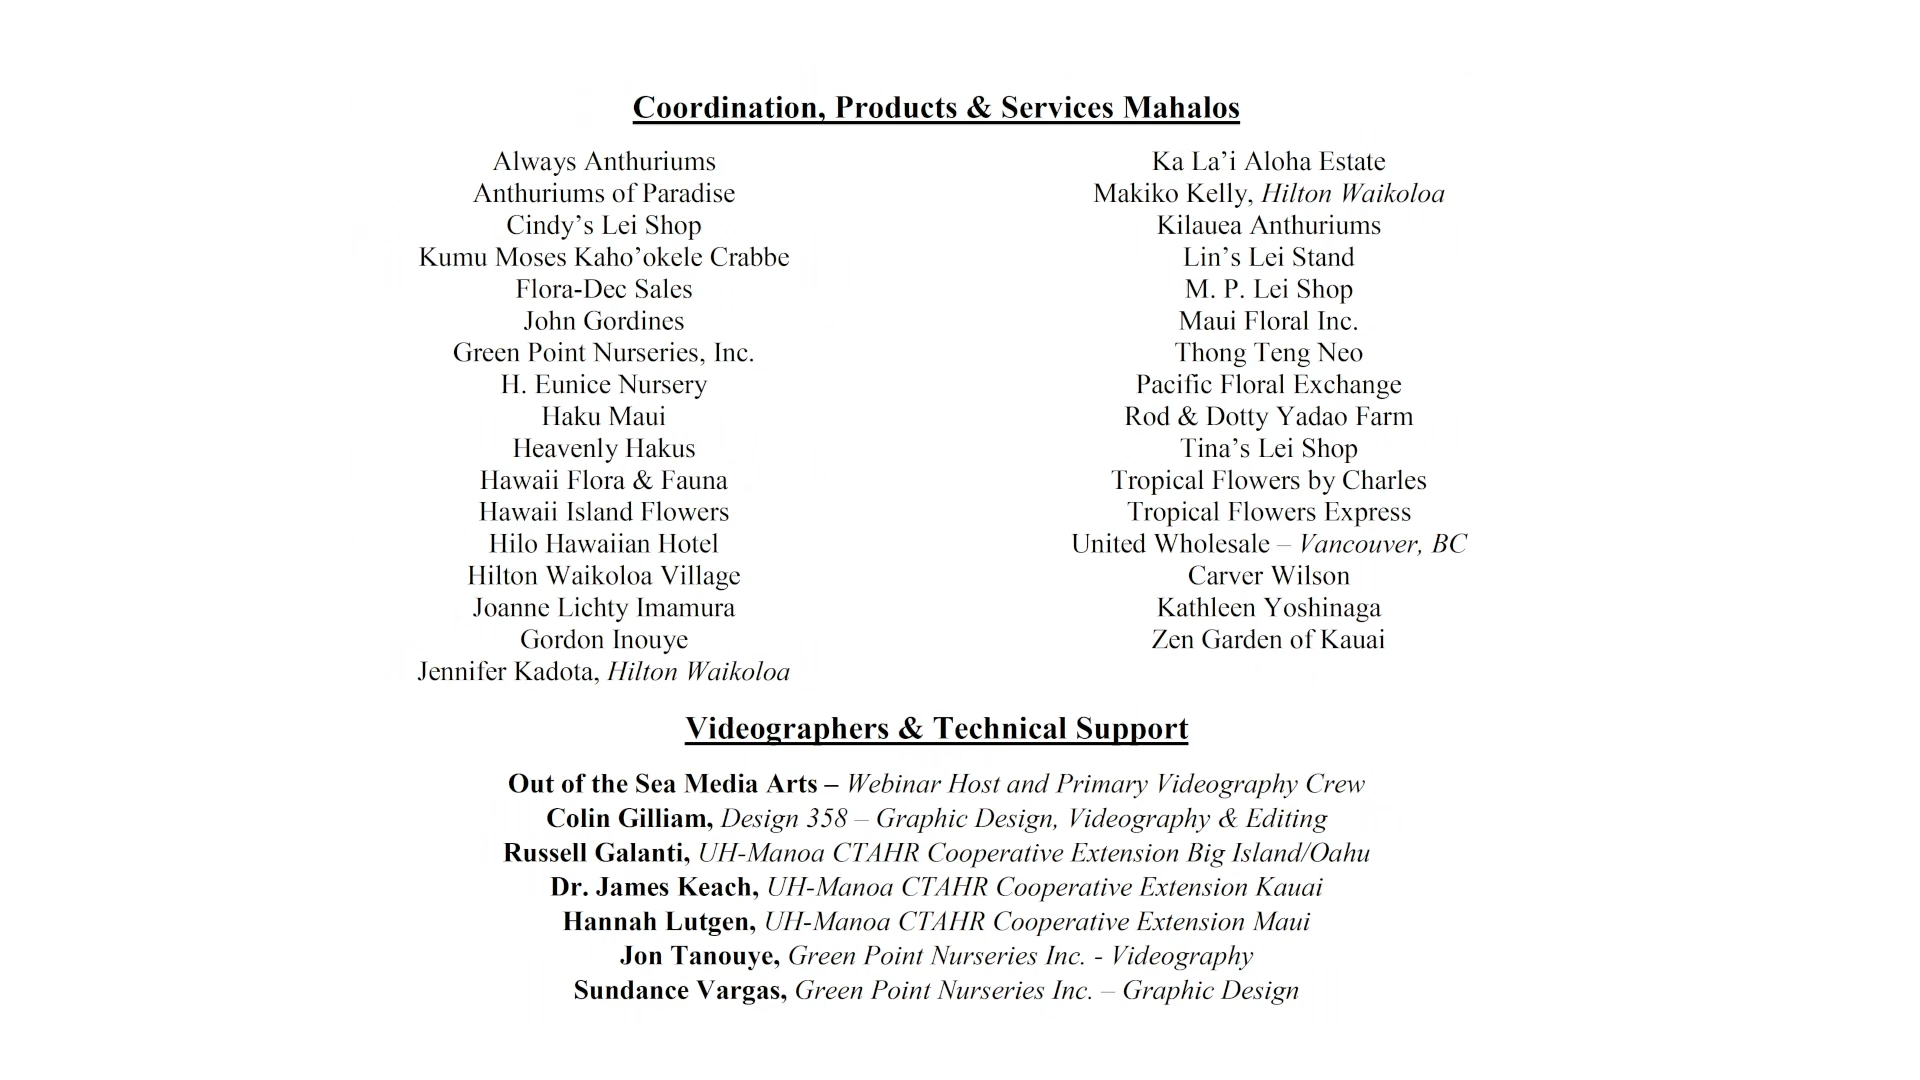 Coordination, Products & Services Mahalos
Always Anthuriums
Anthuriums of Paradise
Cindy’s Lei Shop
Kumu Moses Kaho’okele Crabbe
Flora-Dec Sales
John Gordines
Green Point Nurseries, Inc.
H. Eunice Nursery
Haku Maui
Heavenly Hakus
Hawaii Flora & Fauna
Hawaii Island Flowers
Hilo Hawaiian Hotel
Hilton Waikoloa Village
Joanne Lichty Imamura
Gordon Inouye
Jennifer Kadota, Hilton Waikoloa
Ka La’i Aloha Estate
Makiko Kelly, Hilton Waikoloa
Kilauea Anthuriums
Lin’s Lei Stand
M. P. Lei Shop
Maui Floral Inc.
Thong Teng Neo
Pacific Floral Exchange
Rod & Dotty Yadao Farm
Tina’s Lei Shop
Tropical Flowers by Charles
Tropical Flowers Express
United Wholesale – Vancouver, BC
Carver Wilson
Kathleen Yoshinaga
Zen Garden of Kauai
Videographers & Technical Support
Out of the Sea Media Arts – Webinar Host and Primary Videography Crew
Colin Gilliam, Design 358 – Graphic Design, Videography & Editing
Russell Galanti, UH-Manoa CTAHR Cooperative Extension Big Island/Oahu
Dr. James Keach, UH-Manoa CTAHR Cooperative Extension Kauai
Hannah Lutgen, UH-Manoa CTAHR Cooperative Extension Maui
Jon Tanouye, Green Point Nurseries Inc. - Videography
Sundance Vargas, Green Point Nurseries Inc. – Graphic Design